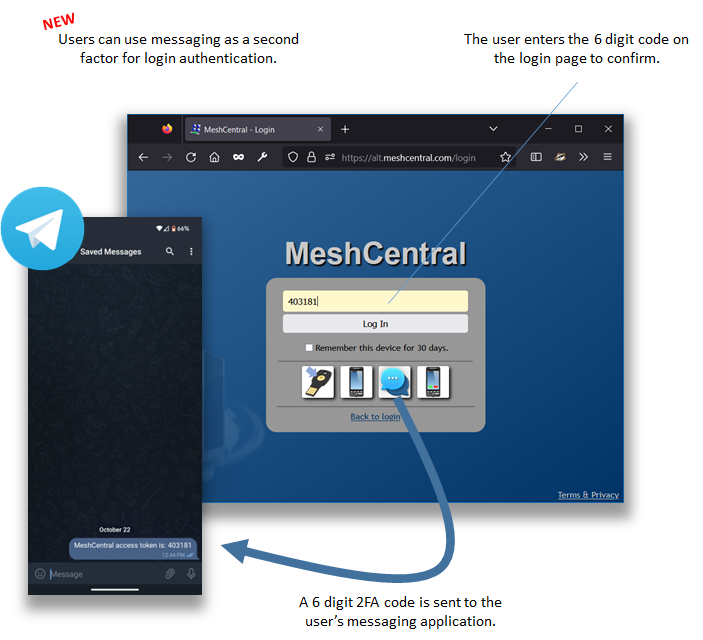 NEW
Users can use messaging as a second
factor for login authentication.
The user enters the 6 digit code on
the login page to confirm.
MeshCentral - Login
https://alt.meshcentral.com/login
66%
Saved Messages
MeshCentral
403181
Log In
Remember this device for 30 days.
Back to login
Terms & Privacy
October 22
MeshCentral access token is: 403181
12:44 PM
Message
A 6 digit 2FA code is sent to the
user's messaging application.